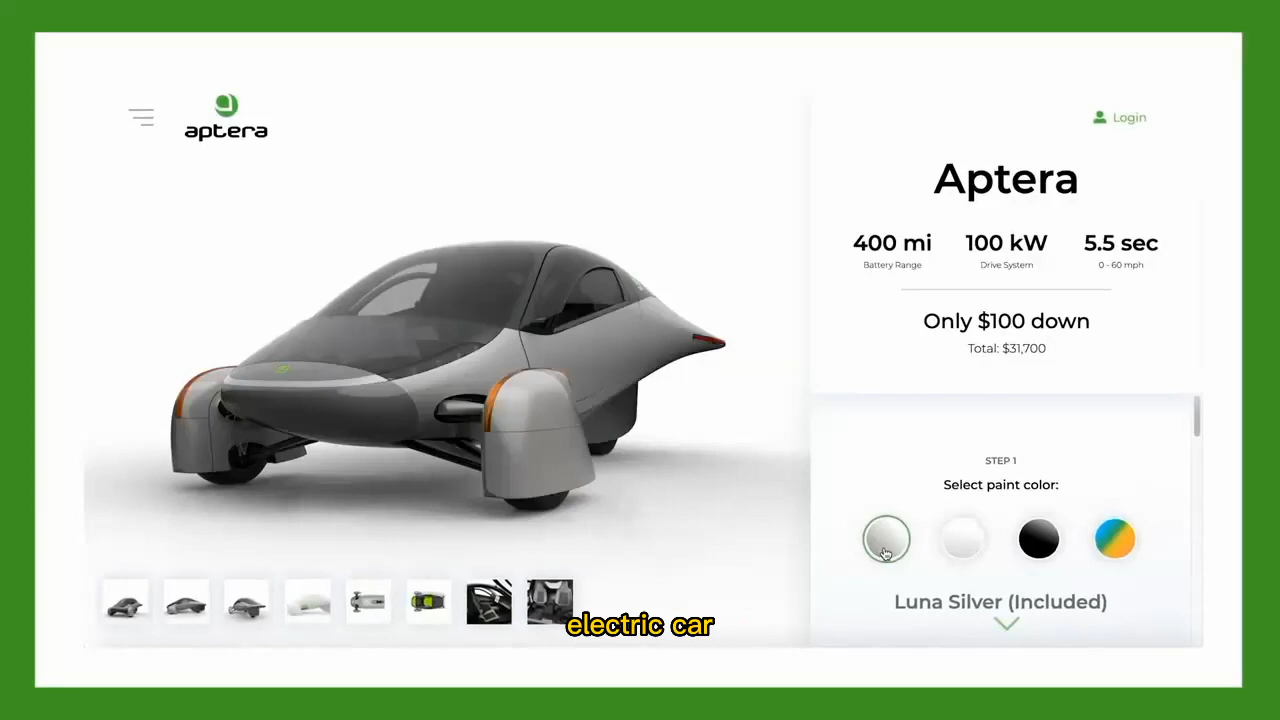 aptera
Login
Aptera
400 mi 100 kW 5.5 sec
Battery Range Drive System 0 - 60 mph
Only $100 down
Total: $31,700
STEP 1
Select paint color:
Luna Silver (Included)
electric car